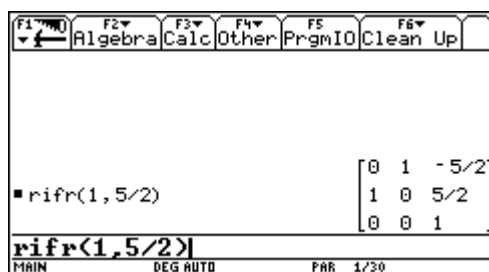 F1 F2 F3 F4 F5 F6
Algebra Calc Other PrgmIO Clean Up
0 1 -5/2
rifr(1,5/2) 1 0 5/2
0 0 1
rifr(1,5/2)
MAIN DEG AUTO PAR 1/30